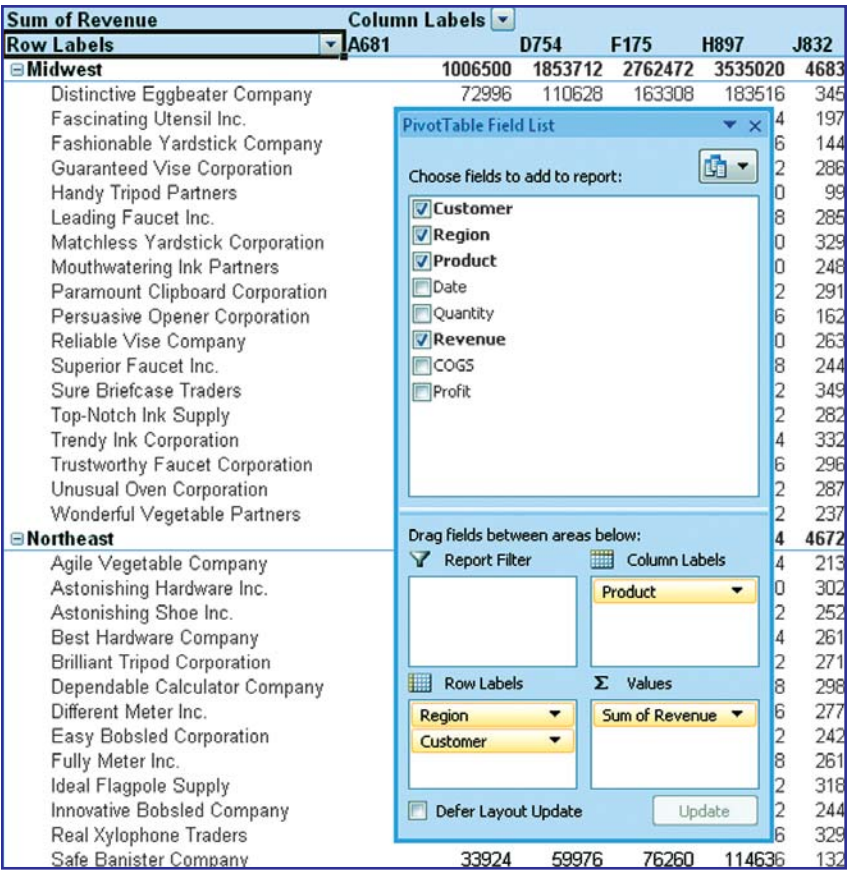 Sum of Revenue Column Labels
Row Labels A681 D754 F175 H897 J832
Midwest 1006500 1853712 2762472 3535020 4683
Distinctive Eggbeater Company 72996 110628 163308 183516 345
Fascinating Utensil Inc. 4 197
Fashionable Yardstick Company 6 144
Guaranteed Vise Corporation 2 286
Handy Tripod Partners 0 99
Leading Faucet Inc. 8 285
Matchless Yardstick Corporation 0 329
Mouthwatering Ink Partners 0 248
Paramount Clipboard Corporation 2 291
Persuasive Opener Corporation 6 162
Reliable Vise Company 0 263
Superior Faucet Inc. 8 244
Sure Briefcase Traders 2 349
Top-Notch Ink Supply 2 282
Trendy Ink Corporation 4 332
Trustworthy Faucet Corporation 6 296
Unusual Oven Corporation 2 287
Wonderful Vegetable Partners 2 237
Northeast 4 4672
Agile Vegetable Company 4 213
Astonishing Hardware Inc. 0 302
Astonishing Shoe Inc. 2 252
Best Hardware Company 4 261
Brilliant Tripod Corporation 2 271
Dependable Calculator Company 8 298
Different Meter Inc. 6 277
Easy Bobsled Corporation 2 242
Fully Meter Inc. 8 261
Ideal Flagpole Supply 2 318
Innovative Bobsled Company 2 244
Real Xylophone Traders 6 329
Safe Banister Company 33924 59976 76260 114636 132
PivotTable Field List
Choose fields to add to report:
Customer
Region
Product
Date
Quantity
Revenue
COGS
Profit
Drag fields between areas below:
Report Filter Column Labels
Product
Row Labels Σ Values
Region Sum of Revenue
Customer
Defer Layout Update Update